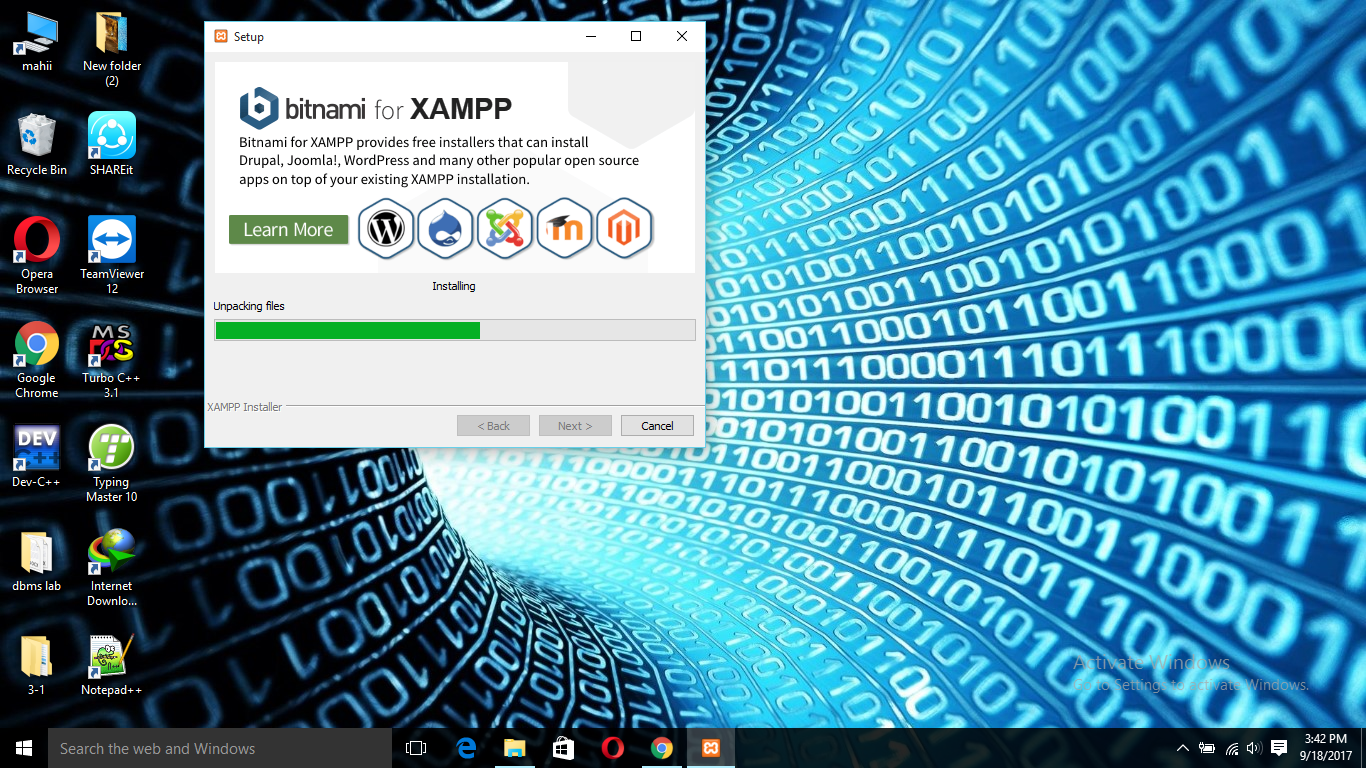 mahii
New folder
(2)
Recycle Bin
SHAREit
Opera
Browser
TeamViewer
12
Google
Chrome
MS
DOS
Turbo C++
3.1
DEV
C++
Dev-C++
Typing
Master 10
dbms lab
Internet
Downlo...
3-1
Notepad++
Setup
bitnami for XAMPP
Bitnami for XAMPP provides free installers that can install
Drupal, Joomla!, WordPress and many other popular open source
apps on top of your existing XAMPP installation.
Learn More
Installing
Unpacking files
XAMPP Installer
< Back
Next >
Cancel
Activate Windows
Go to Settings to activate Windows.
Search the web and Windows
3:42 PM
9/18/2017